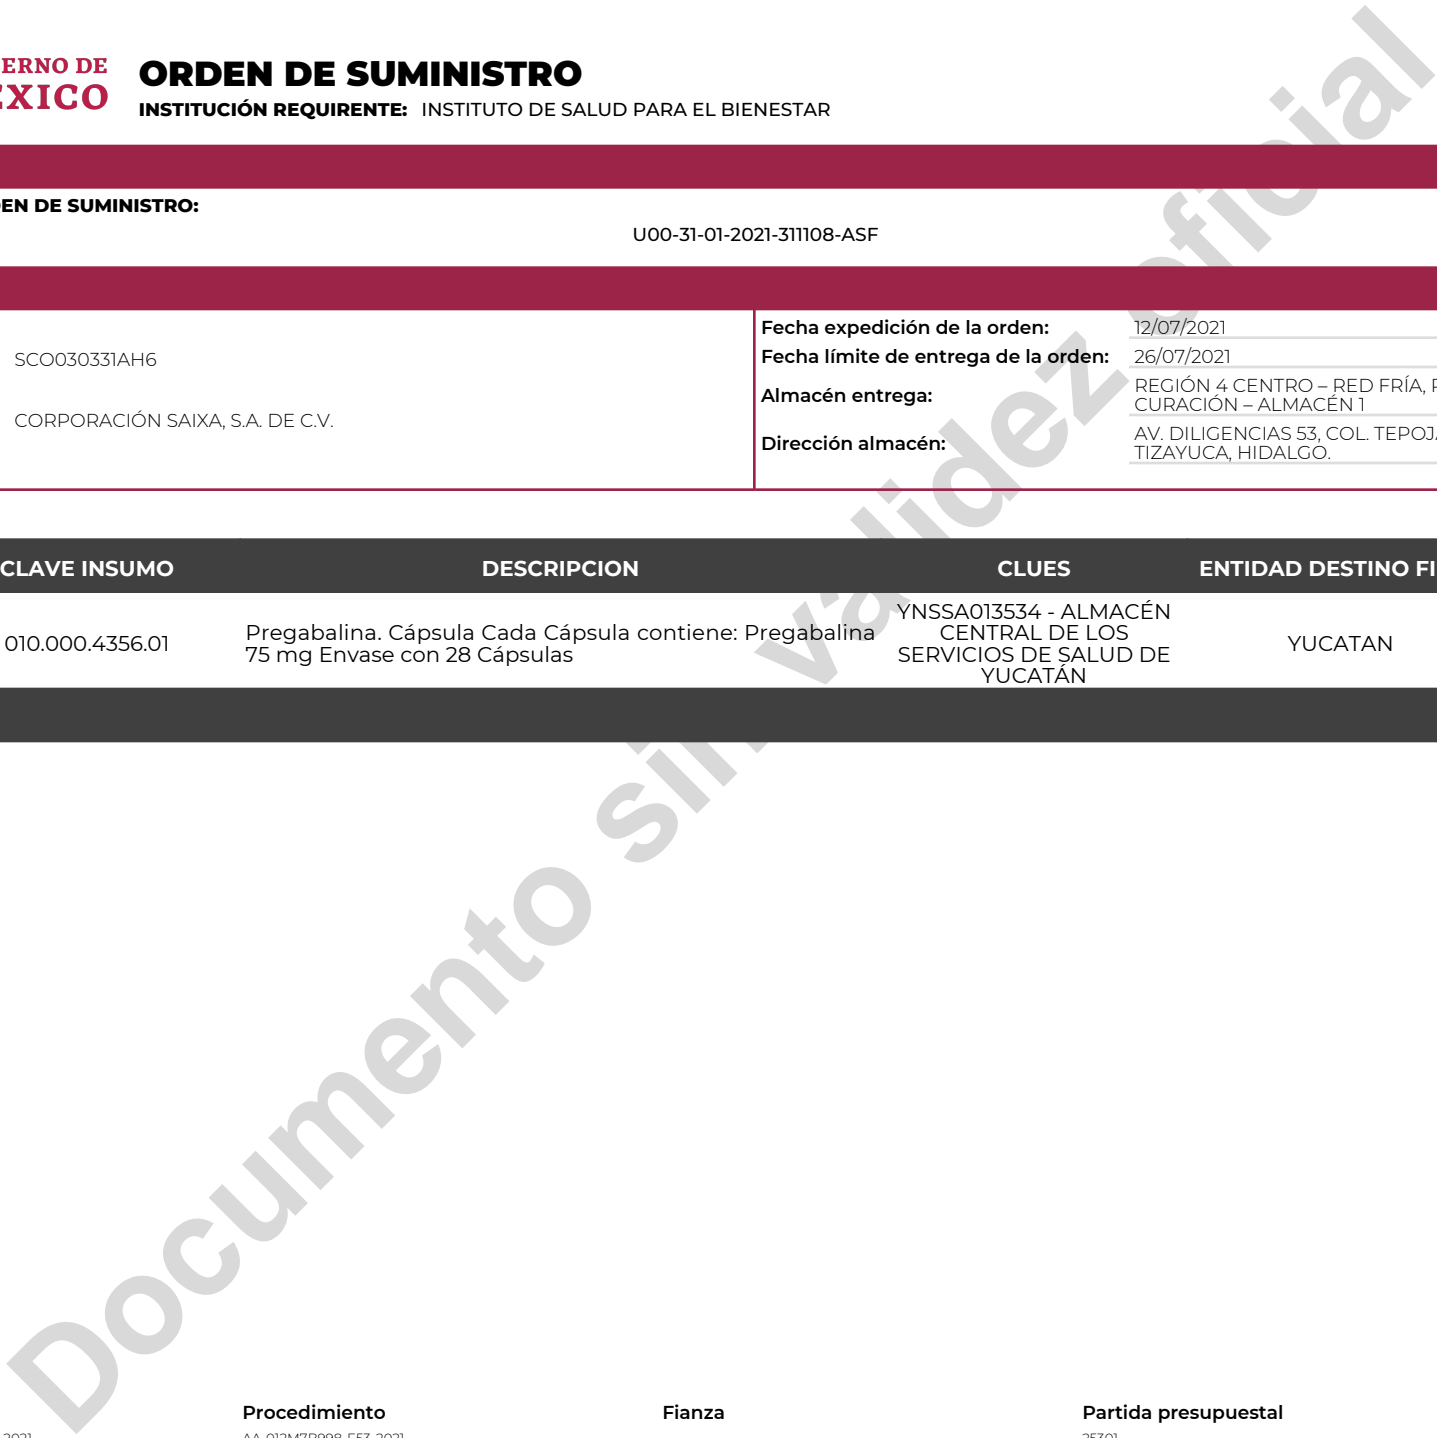 ERNO DE
ORDEN DE SUMINISTRO
INSTITUCIÓN REQUIRENTE: INSTITUTO DE SALUD PARA EL BIENESTAR
EN DE SUMINISTRO:
U00-31-01-2021-311108-ASF
SCO030331AH6
CORPORACIÓN SAIXA, S.A. DE C.V.
Fecha expedición de la orden: 12/07/2021
Fecha límite de entrega de la orden: 26/07/2021
Almacén entrega: REGIÓN 4 CENTRO – RED FRÍA,
CURACIÓN – ALMACÉN 1
Dirección almacén: AV. DILIGENCIAS 53, COL. TEPOJ
TIZAYUCA, HIDALGO.
CLAVE INSUMO DESCRIPCION CLUES ENTIDAD DESTINO FI
010.000.4356.01
Pregabalina. Cápsula Cada Cápsula contiene: Pregabalina
75 mg Envase con 28 Cápsulas
YNSSA013534 - ALMACÉN
CENTRAL DE LOS
SERVICIOS DE SALUD DE
YUCATÁN
YUCATAN
Documento sin validez oficial
Procedimiento Fianza Partida presupuestal